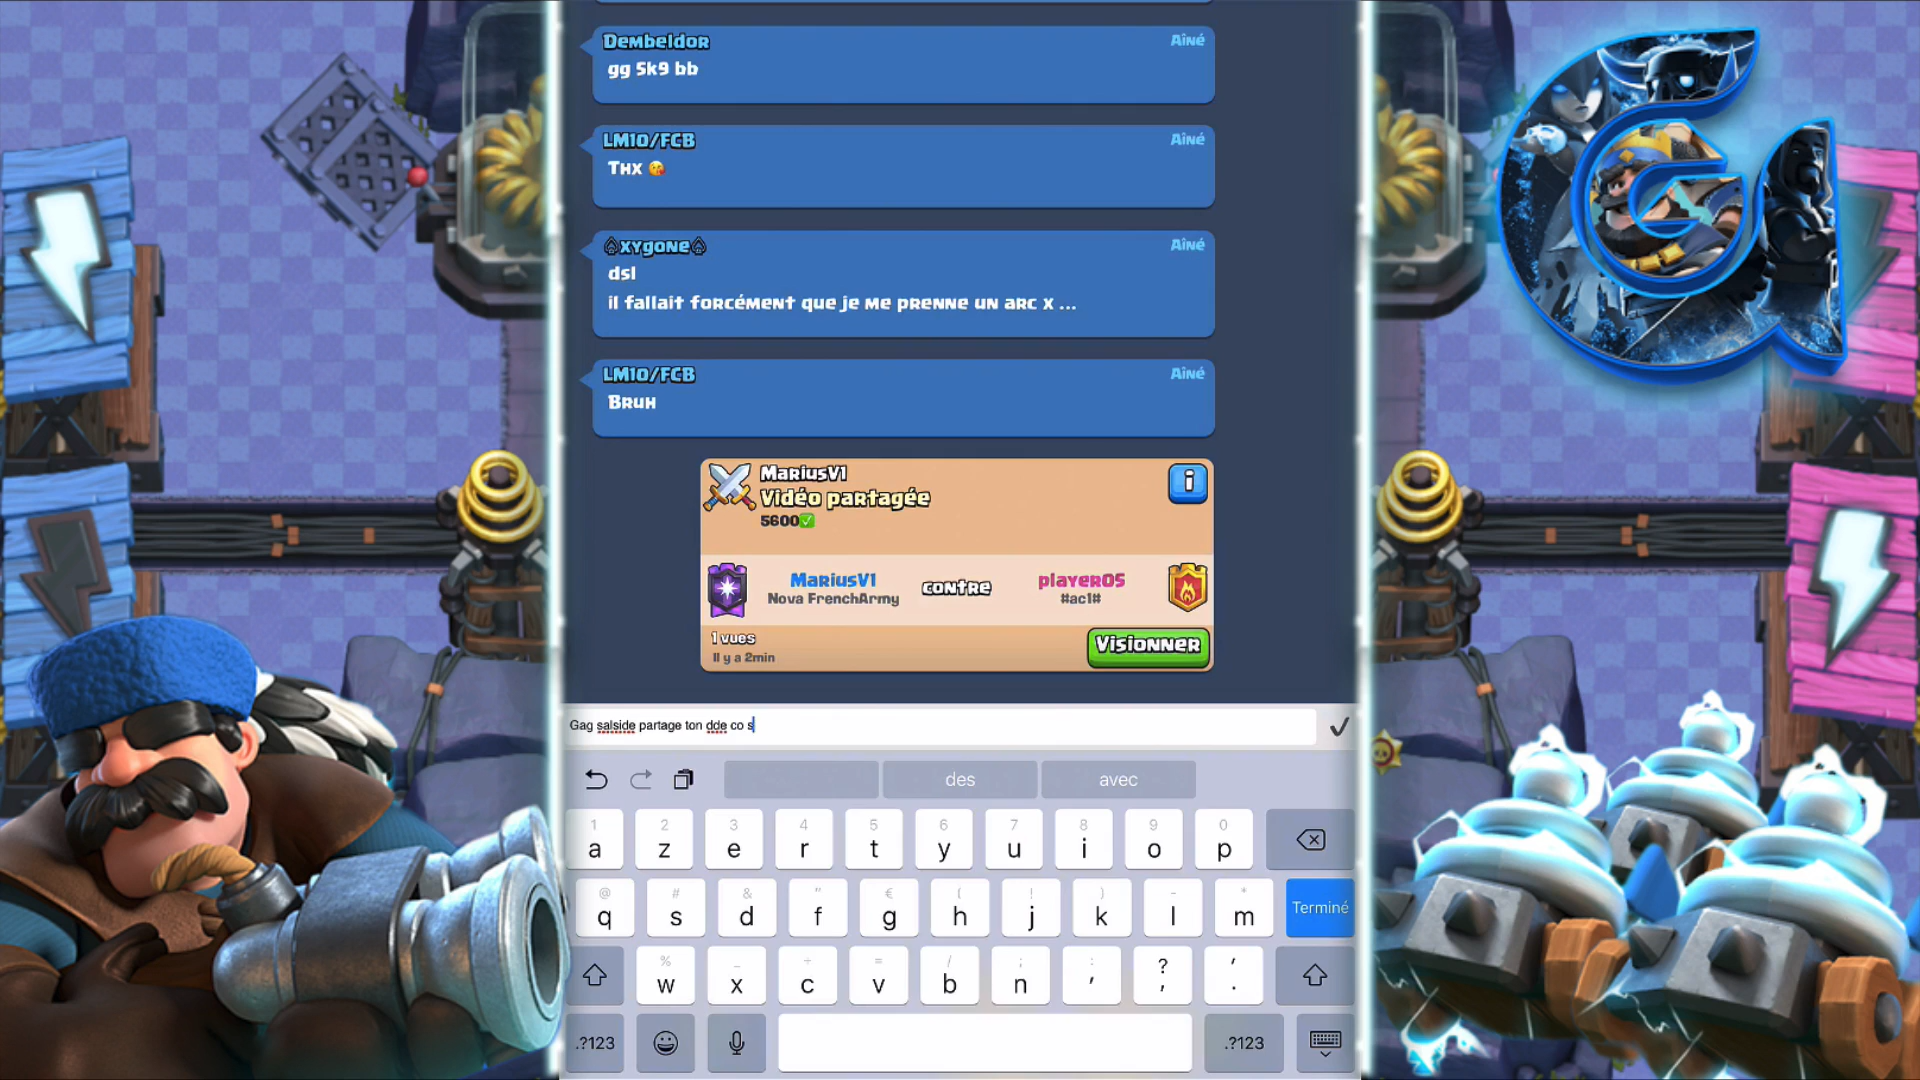 Dembeldor
Aîné
gg 5k9 bb
LM10/FCB
Aîné
Thx 😘
♤xygone♤
Aîné
dsl
il fallait forcément que je me prenne un arc x ...
LM10/FCB
Aîné
Bruh
MariusV1
Vidéo partagée
5600✅
i
MariusV1
contre
player0S
Nova FrenchArmy
#ac1#
1 vues
Il y a 2min
Visionner
Gag salside partage ton dde co s
des
avec
1 2 3 4 5 6 7 8 9 0
a z e r t y u i o p
@ # & " € ( ! ) - *
q s d f g h j k l m
Terminé
% _ ÷ = / ; :
w x c v b n ' ? , ' .
.?123
.?123